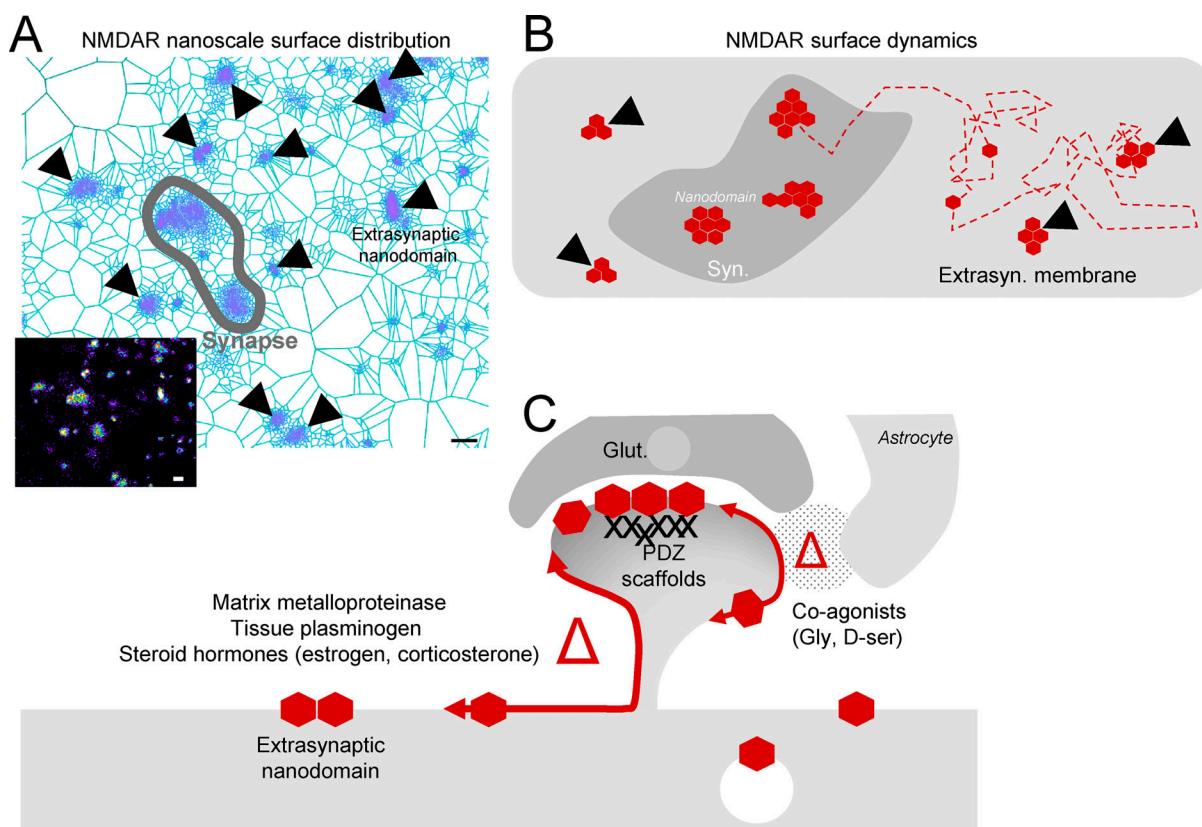 A
NMDAR nanoscale surface distribution
Extrasynaptic
nanodomain
Synapse
B
NMDAR surface dynamics
Nanodomain
Syn.
Extrasyn. membrane
C
Glut.
Astrocyte
XXXXXX
PDZ
scaffolds
Δ
Co-agonists
(Gly, D-ser)
Matrix metalloproteinase
Tissue plasminogen
Steroid hormones (estrogen, corticosterone)
Δ
Extrasynaptic
nanodomain